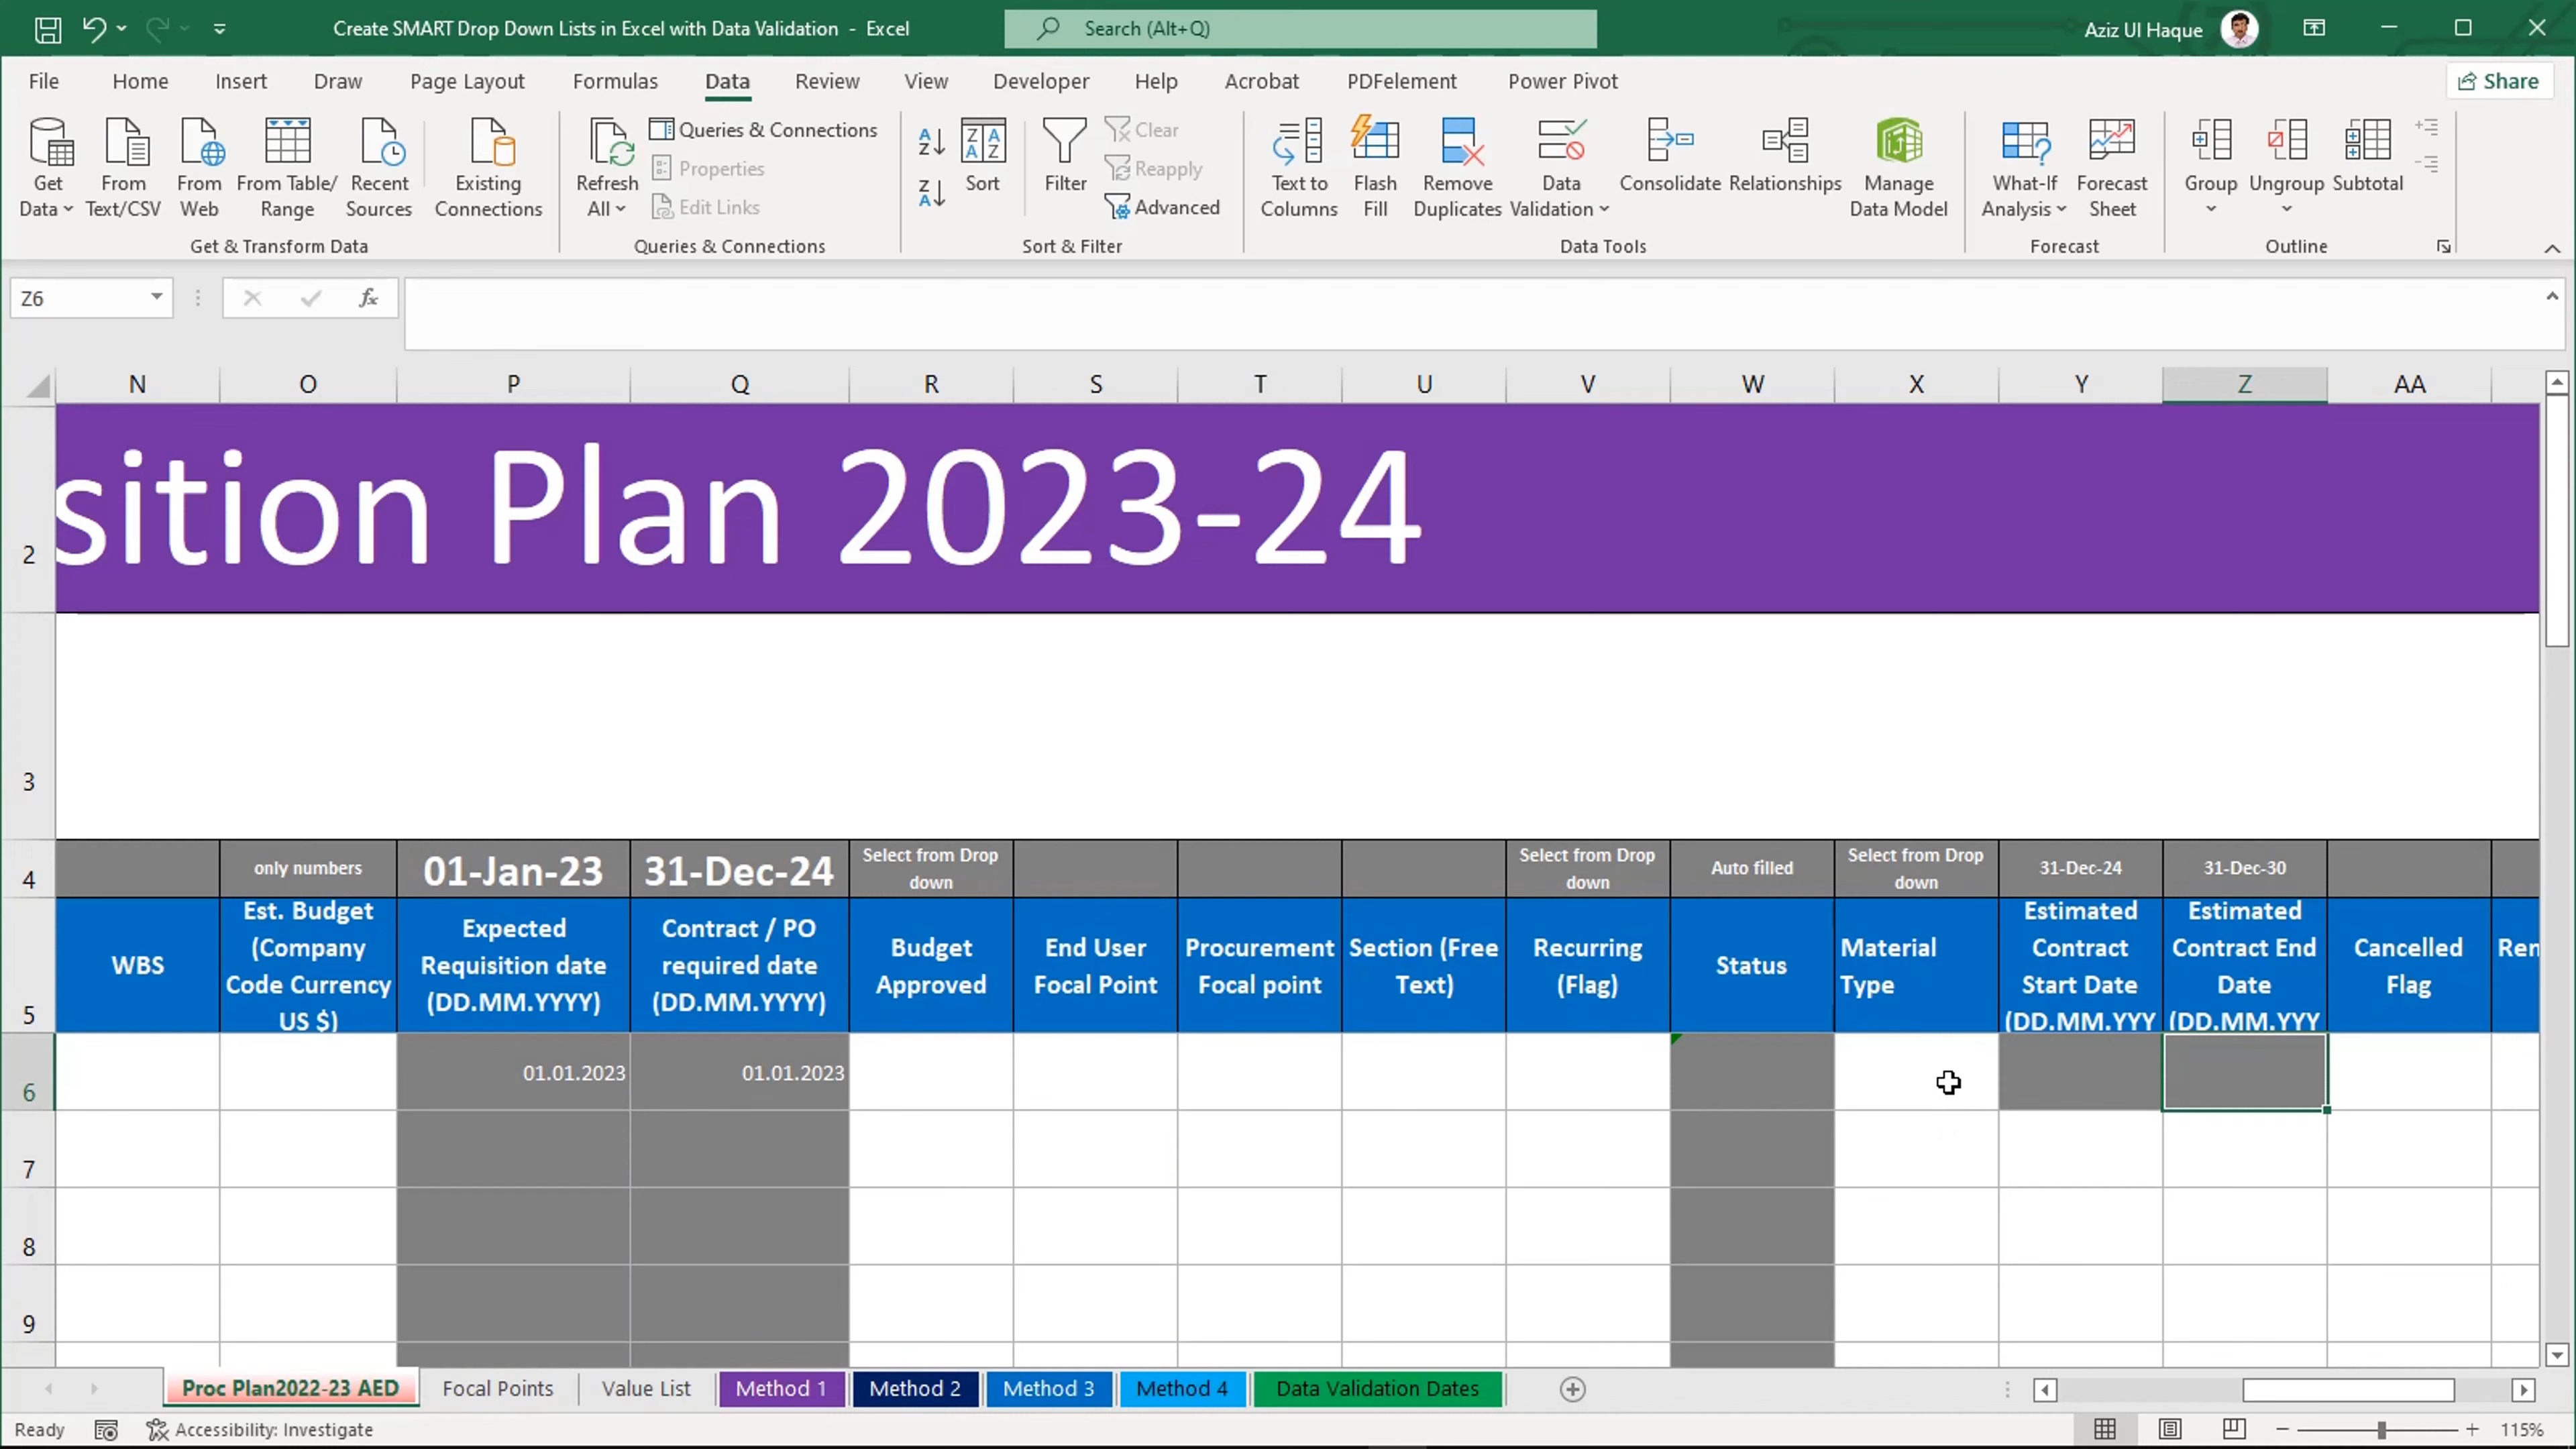 Create SMART Drop Down Lists in Excel with Data Validation - Excel
Search (Alt+Q)
Aziz Ul Haque
File Home Insert Draw Page Layout Formulas Data Review View Developer Help Acrobat PDFelement Power Pivot
Share
Get Data
From Text/CSV
From Web
From Table/ Range
Recent Sources
Existing Connections
Get & Transform Data
Refresh All
Queries & Connections
Properties
Edit Links
Queries & Connections
Sort
Filter
Clear
Reapply
Advanced
Sort & Filter
Text to Columns
Flash Fill
Remove Duplicates
Data Validation
Consolidate
Relationships
Manage Data Model
Data Tools
What-If Analysis
Forecast Sheet
Forecast
Group
Ungroup
Subtotal
Outline
Z6
fx
N O P Q R S T U V W X Y Z AA
2
sition Plan 2023-24
3
4
only numbers
01-Jan-23
31-Dec-24
Select from Drop down
Select from Drop down
Auto filled
Select from Drop down
31-Dec-24
31-Dec-30
5
WBS
Est. Budget (Company Code Currency US $)
Expected Requisition date (DD.MM.YYYY)
Contract / PO required date (DD.MM.YYYY)
Budget Approved
End User Focal Point
Procurement Focal point
Section (Free Text)
Recurring (Flag)
Status
Material Type
Estimated Contract Start Date (DD.MM.YYY
Estimated Contract End Date (DD.MM.YYY
Cancelled Flag
Ren
6
01.01.2023
01.01.2023
7
8
9
Proc Plan2022-23 AED
Focal Points
Value List
Method 1
Method 2
Method 3
Method 4
Data Validation Dates
Ready
Accessibility: Investigate
115%